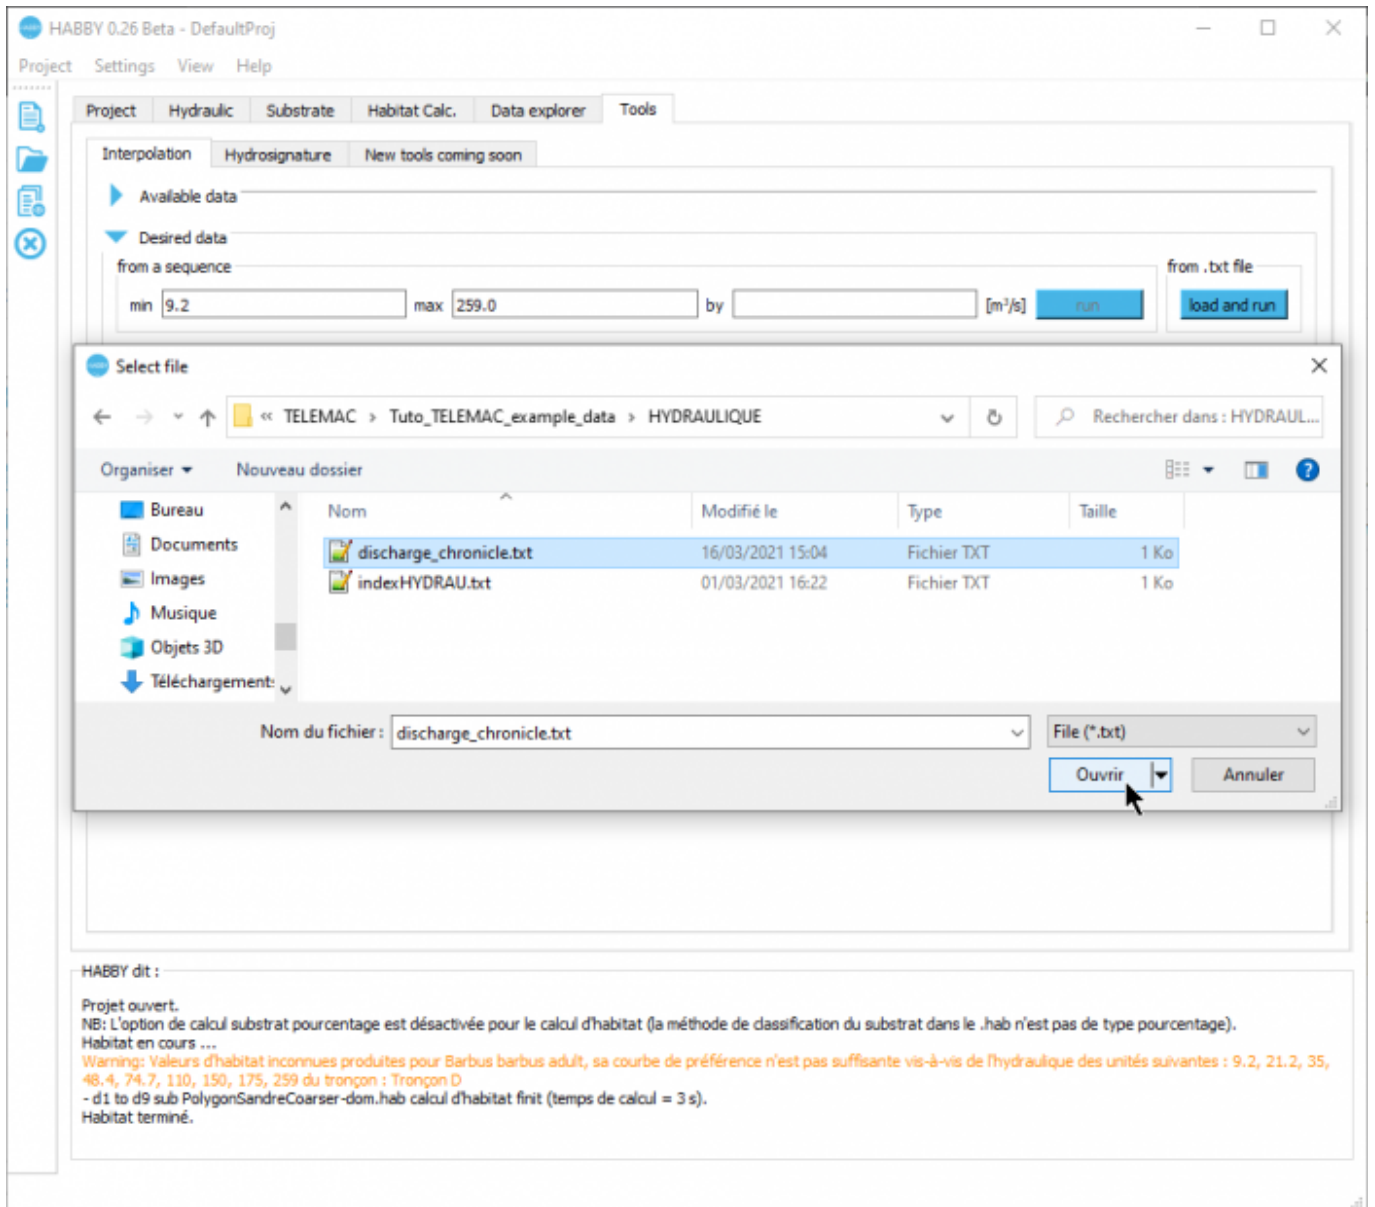 HABBY 0.26 Beta - DefaultProj
Project Settings View Help
Project Hydraulic Substrate Habitat Calc. Data explorer Tools
Interpolation Hydrosignature New tools coming soon
Available data
Desired data
from a sequence from .txt file
min 9.2 max 259.0 by [m³/s] run load and run
Select file
« TELEMAC > Tuto_TELEMAC_example_data > HYDRAULIQUE Rechercher dans : HYDRAUL...
Organiser Nouveau dossier
Bureau Nom Modifié le Type Taille
Documents discharge_chronicle.txt 16/03/2021 15:04 Fichier TXT 1 Ko
Images indexHYDRAU.txt 01/03/2021 16:22 Fichier TXT 1 Ko
Musique
Objets 3D
Téléchargements
Nom du fichier : discharge_chronicle.txt File (*.txt)
Ouvrir Annuler
HABBY dit :
Projet ouvert.
NB: L'option de calcul substrat pourcentage est désactivée pour le calcul d'habitat (la méthode de classification du substrat dans le .hab n'est pas de type pourcentage).
Habitat en cours ...
Warning: Valeurs d'habitat inconnues produites pour Barbus barbus adult, sa courbe de préférence n'est pas suffisante vis-à-vis de l'hydraulique des unités suivantes : 9.2, 21.2, 35,
48.4, 74.7, 110, 150, 175, 259 du tronçon : Tronçon D
- d1 to d9 sub PolygonSandreCoarser-dom.hab calcul d'habitat finit (temps de calcul = 3 s).
Habitat terminé.